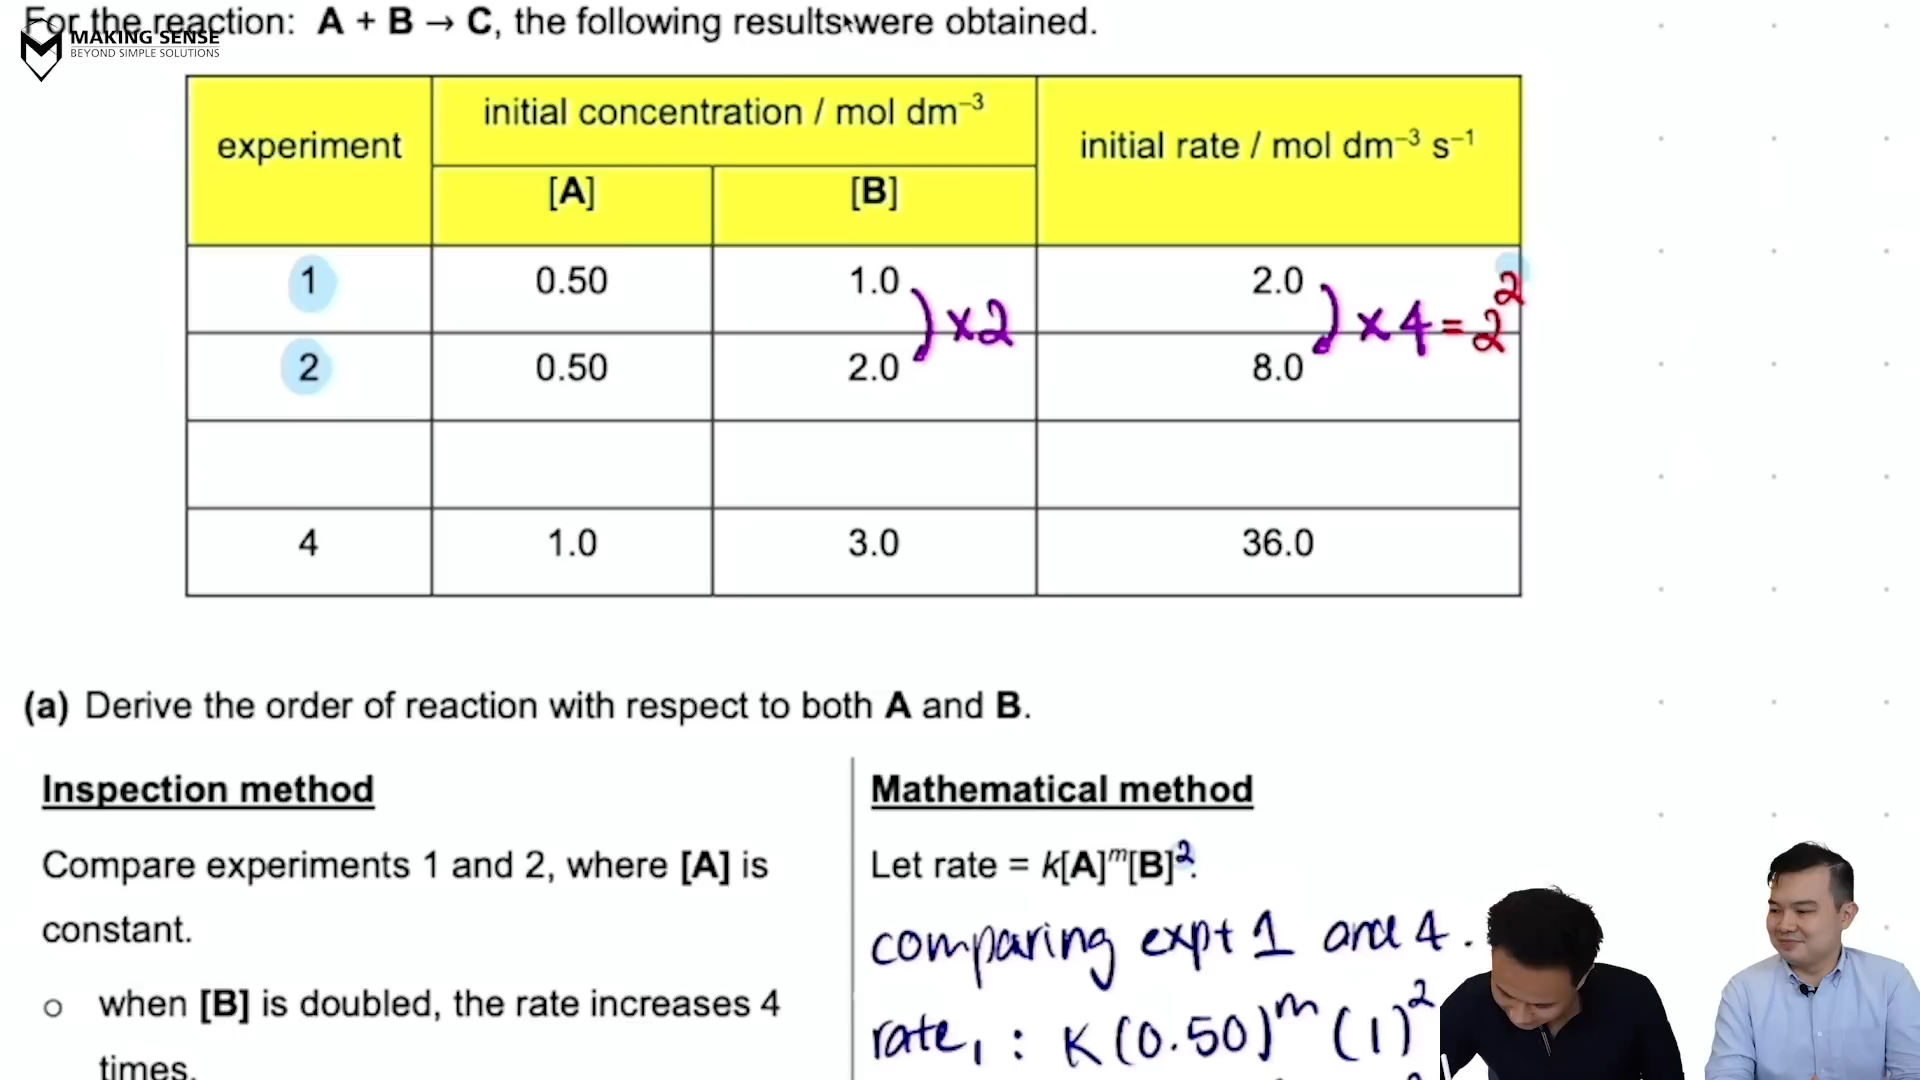 For the reaction: A + B → C, the following results were obtained.
MAKING SENSE
BEYOND SIMPLE SOLUTIONS
experiment
initial concentration / mol dm⁻³
initial rate / mol dm⁻³ s⁻¹
[A] [B]
1 0.50 1.0 2.0
)×2 )×4 = 2²
2 0.50 2.0 8.0
4 1.0 3.0 36.0
(a) Derive the order of reaction with respect to both A and B.
Inspection method
Compare experiments 1 and 2, where [A] is
constant.
o when [B] is doubled, the rate increases 4
times.
Mathematical method
Let rate = k[A]ᵐ[B]².
comparing expt 1 and 4.
rate₁ : K(0.50)ᵐ (1)²